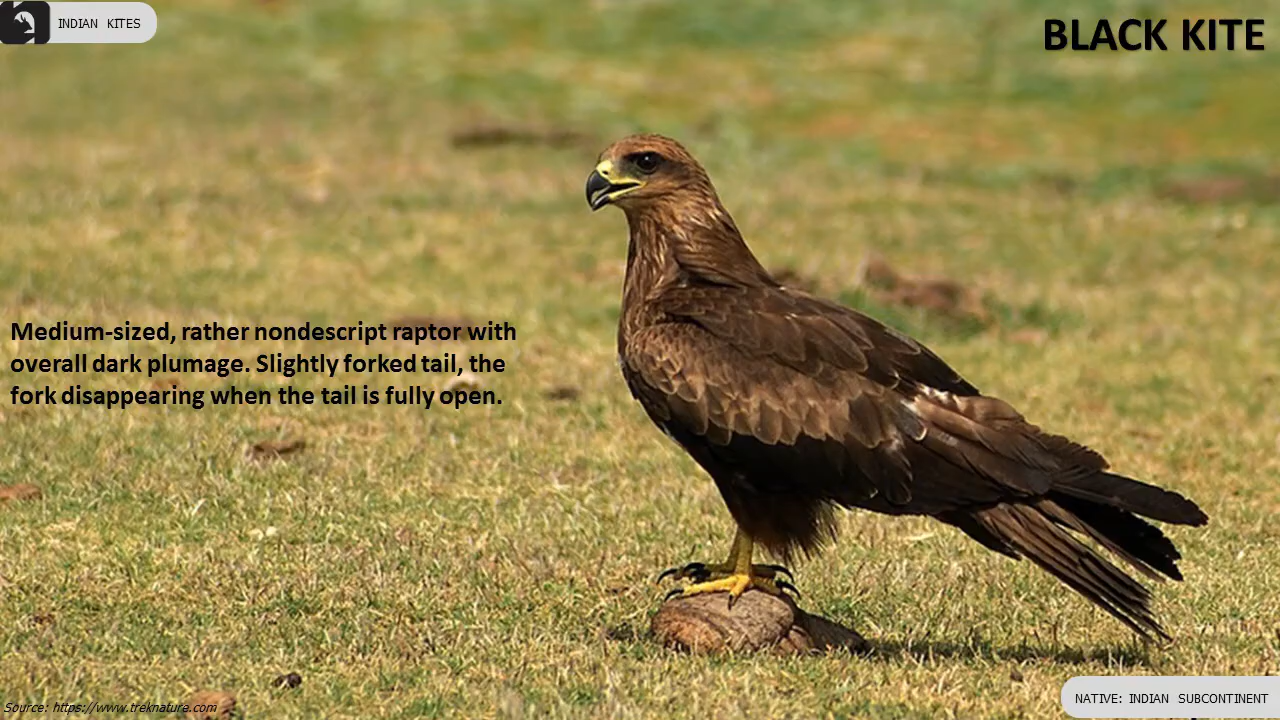 INDIAN KITES
BLACK KITE
Medium-sized, rather nondescript raptor with
overall dark plumage. Slightly forked tail, the
fork disappearing when the tail is fully open.
Source: https://www.treknature.com
NATIVE: INDIAN SUBCONTINENT